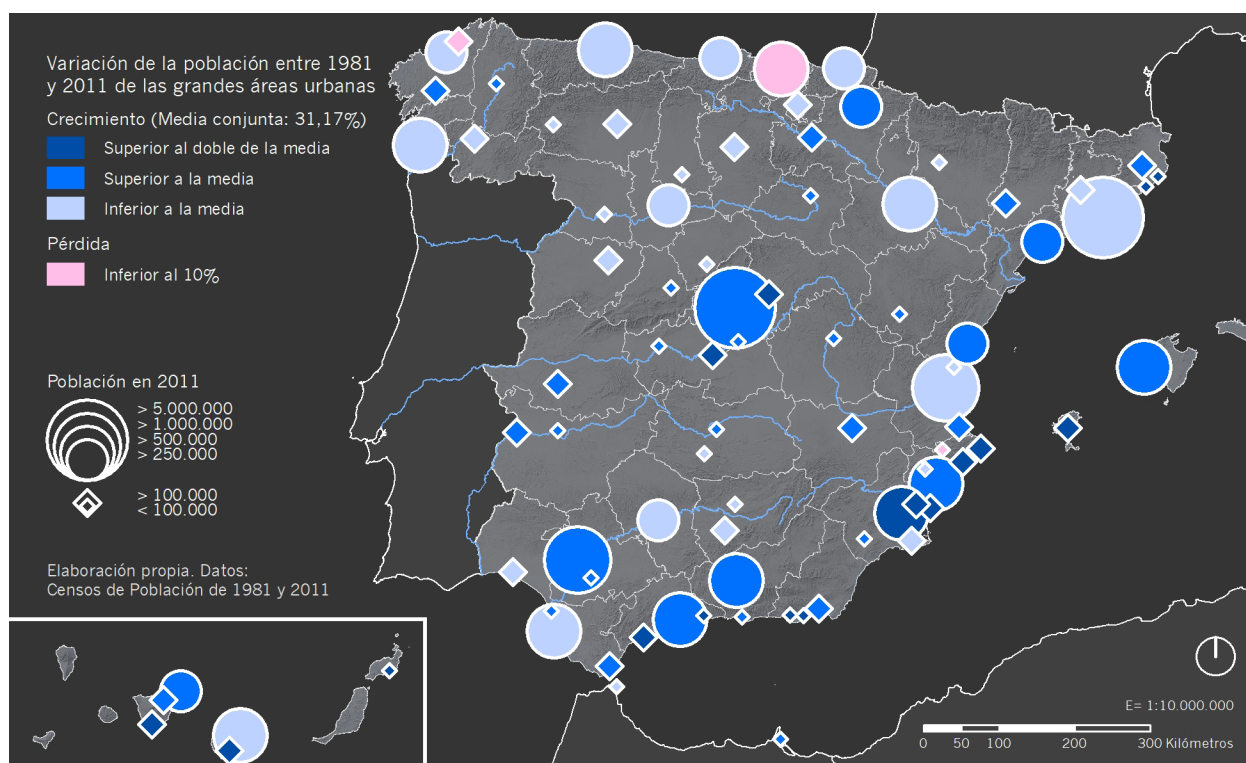 Variación de la población entre 1981
y 2011 de las grandes áreas urbanas
Crecimiento (Media conjunta: 31,17%)
Superior al doble de la media
Superior a la media
Inferior a la media
Pérdida
Inferior al 10%
Población en 2011
> 5.000.000
> 1.000.000
> 500.000
> 250.000
> 100.000
< 100.000
Elaboración propia. Datos:
Censos de Población de 1981 y 2011
E= 1:10.000.000
0 50 100 200 300 Kilómetros